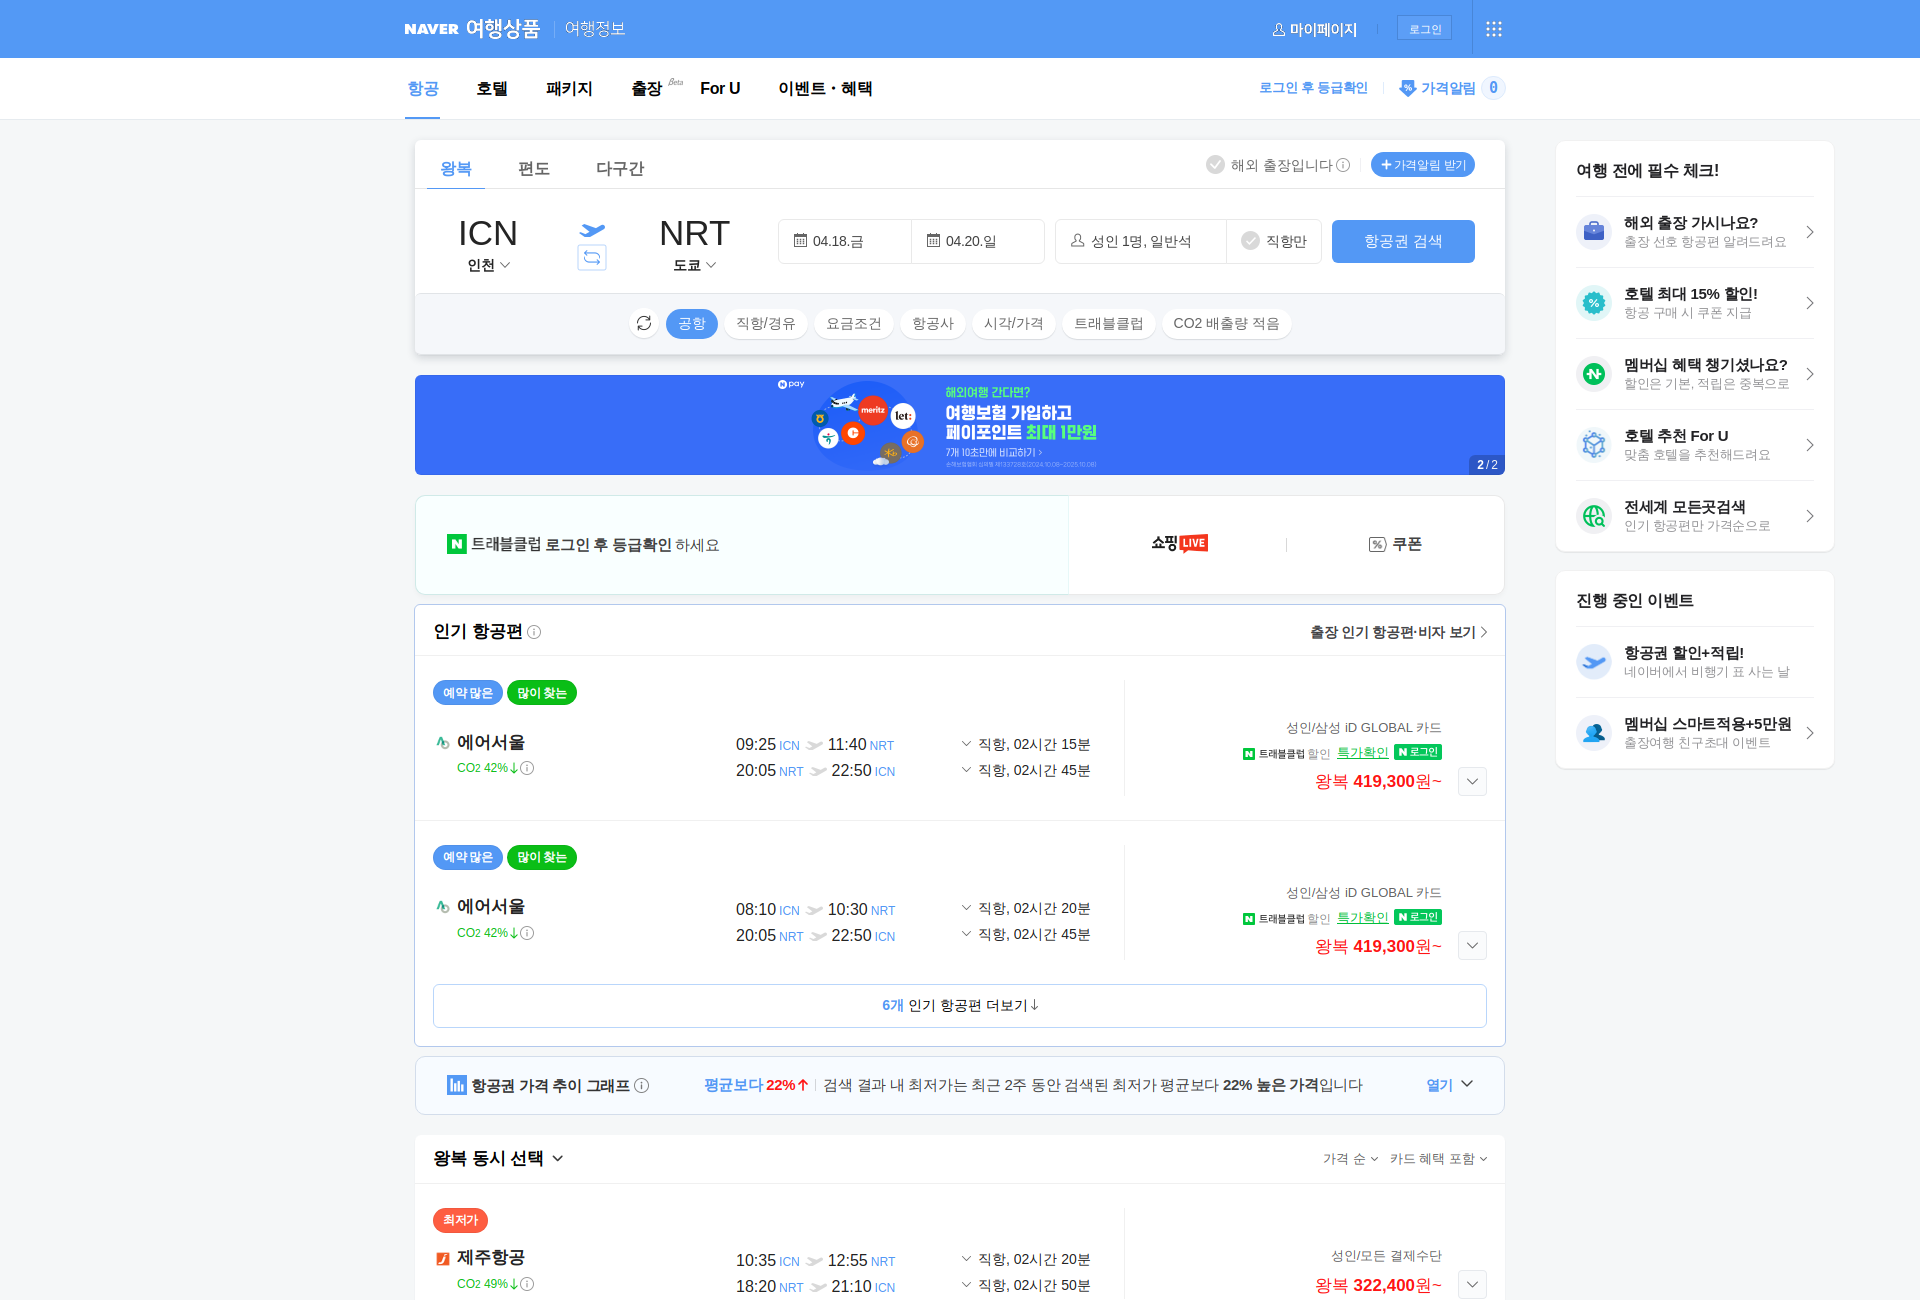 NAVER 여행상품 여행정보
마이페이지 로그인
항공 호텔 패키지 출장 Beta For U 이벤트・혜택
로그인 후 등급확인 가격알림 0
왕복 편도 다구간
해외 출장입니다 +가격알림 받기
ICN NRT
인천 도쿄
04.18.금 04.20.일 성인 1명, 일반석 직항만 항공권 검색
공항 직항/경유 요금조건 항공사 시각/가격 트래블클럽 CO2 배출량 적음
N pay
meritz
let:
해외여행 간다면?
여행보험 가입하고
페이포인트 최대 1만원
7개 10초만에 비교하기 >
2/2
N 트래블클럽 로그인 후 등급확인 하세요
쇼핑LIVE 쿠폰
인기 항공편
출장 인기 항공편·비자 보기
예약 많은 많이 찾는
에어서울
CO2 42%↓
09:25 ICN 11:40 NRT 직항, 02시간 15분
20:05 NRT 22:50 ICN 직항, 02시간 45분
성인/삼성 iD GLOBAL 카드
N 트래블클럽 할인 특가확인 N 로그인
왕복 419,300원~
예약 많은 많이 찾는
에어서울
CO2 42%↓
08:10 ICN 10:30 NRT 직항, 02시간 20분
20:05 NRT 22:50 ICN 직항, 02시간 45분
성인/삼성 iD GLOBAL 카드
N 트래블클럽 할인 특가확인 N 로그인
왕복 419,300원~
6개 인기 항공편 더보기↓
항공권 가격 추이 그래프 평균보다 22%↑ 검색 결과 내 최저가는 최근 2주 동안 검색된 최저가 평균보다 22% 높은 가격입니다 열기
왕복 동시 선택
가격 순 카드 혜택 포함
최저가
제주항공
CO2 49%↓
10:35 ICN 12:55 NRT 직항, 02시간 20분
18:20 NRT 21:10 ICN 직항, 02시간 50분
성인/모든 결제수단
왕복 322,400원~
여행 전에 필수 체크!
해외 출장 가시나요?
출장 선호 항공편 알려드려요
호텔 최대 15% 할인!
항공 구매 시 쿠폰 지급
멤버십 혜택 챙기셨나요?
할인은 기본, 적립은 중복으로
호텔 추천 For U
맞춤 호텔을 추천해드려요
전세계 모든곳검색
인기 항공편만 가격순으로
진행 중인 이벤트
항공권 할인+적립!
네이버에서 비행기 표 사는 날
멤버십 스마트적용+5만원
출장여행 친구초대 이벤트